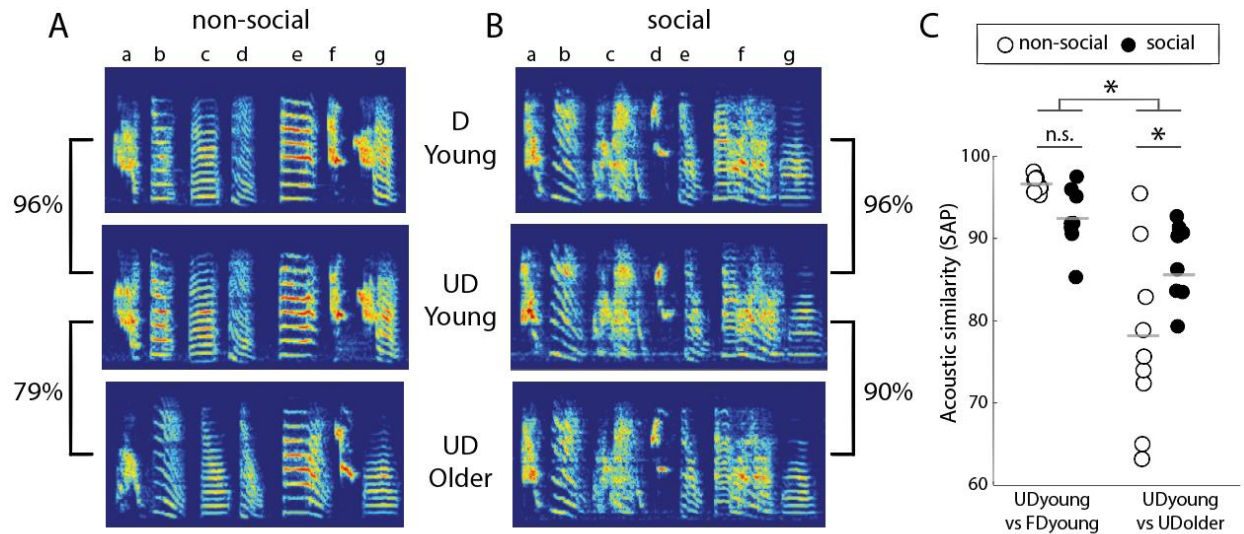 A
non-social
a b c d e f g
B
social
a b c d e f g
C
non-social social
D
Young
UD
Young
UD
Older
96%
79%
96%
90%
*
n.s.
*
Acoustic similarity (SAP)
100
90
80
70
60
UDyoung
vs FDyoung
UDyoung
vs UDolder